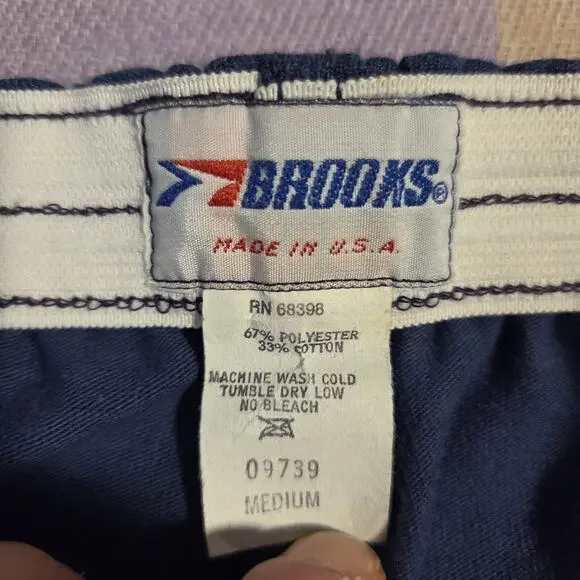 BROOKS®
MADE IN U.S.A.
RN 68398
67% POLYESTER
33% COTTON
MACHINE WASH COLD
TUMBLE DRY LOW
NO BLEACH
09739
MEDIUM